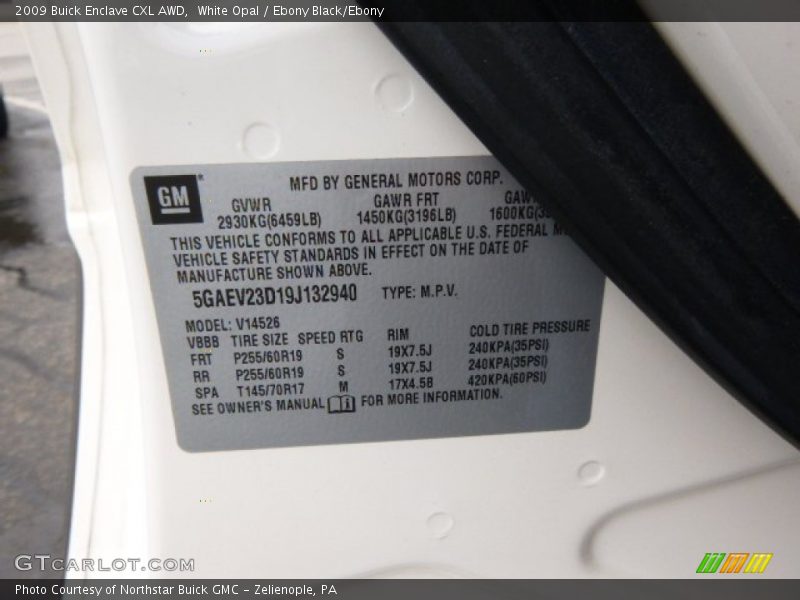 2009 Buick Enclave CXL AWD, White Opal / Ebony Black/Ebony
GM
MFD BY GENERAL MOTORS CORP.
GVWR GAWR FRT
2930KG(6459LB) 1450KG(3196LB)
THIS VEHICLE CONFORMS TO ALL APPLICABLE U.S. FEDERAL
VEHICLE SAFETY STANDARDS IN EFFECT ON THE DATE OF
MANUFACTURE SHOWN ABOVE.
5GAEV23D19J132940 TYPE: M.P.V.
MODEL: V14526
VBBB TIRE SIZE SPEED RTG RIM COLD TIRE PRESSURE
FRT P255/60R19 S 19X7.5J 240KPA(35PSI)
RR P255/60R19 S 19X7.5J 240KPA(35PSI)
SPA T145/70R17 M 17X4.5B 420KPA(60PSI)
SEE OWNER'S MANUAL FOR MORE INFORMATION.
GTCARLOT.COM
Photo Courtesy of Northstar Buick GMC - Zelienople, PA